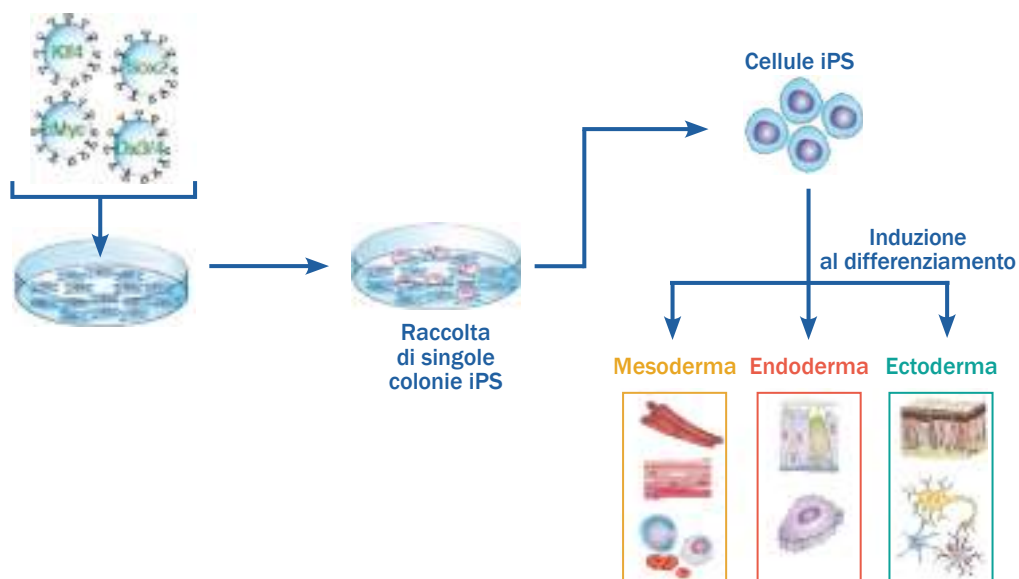 Klf4
Sox2
cMyc
Oct3/4
Cellule iPS
Induzione
al differenziamento
Raccolta
di singole
colonie iPS
Mesoderma
Endoderma
Ectoderma